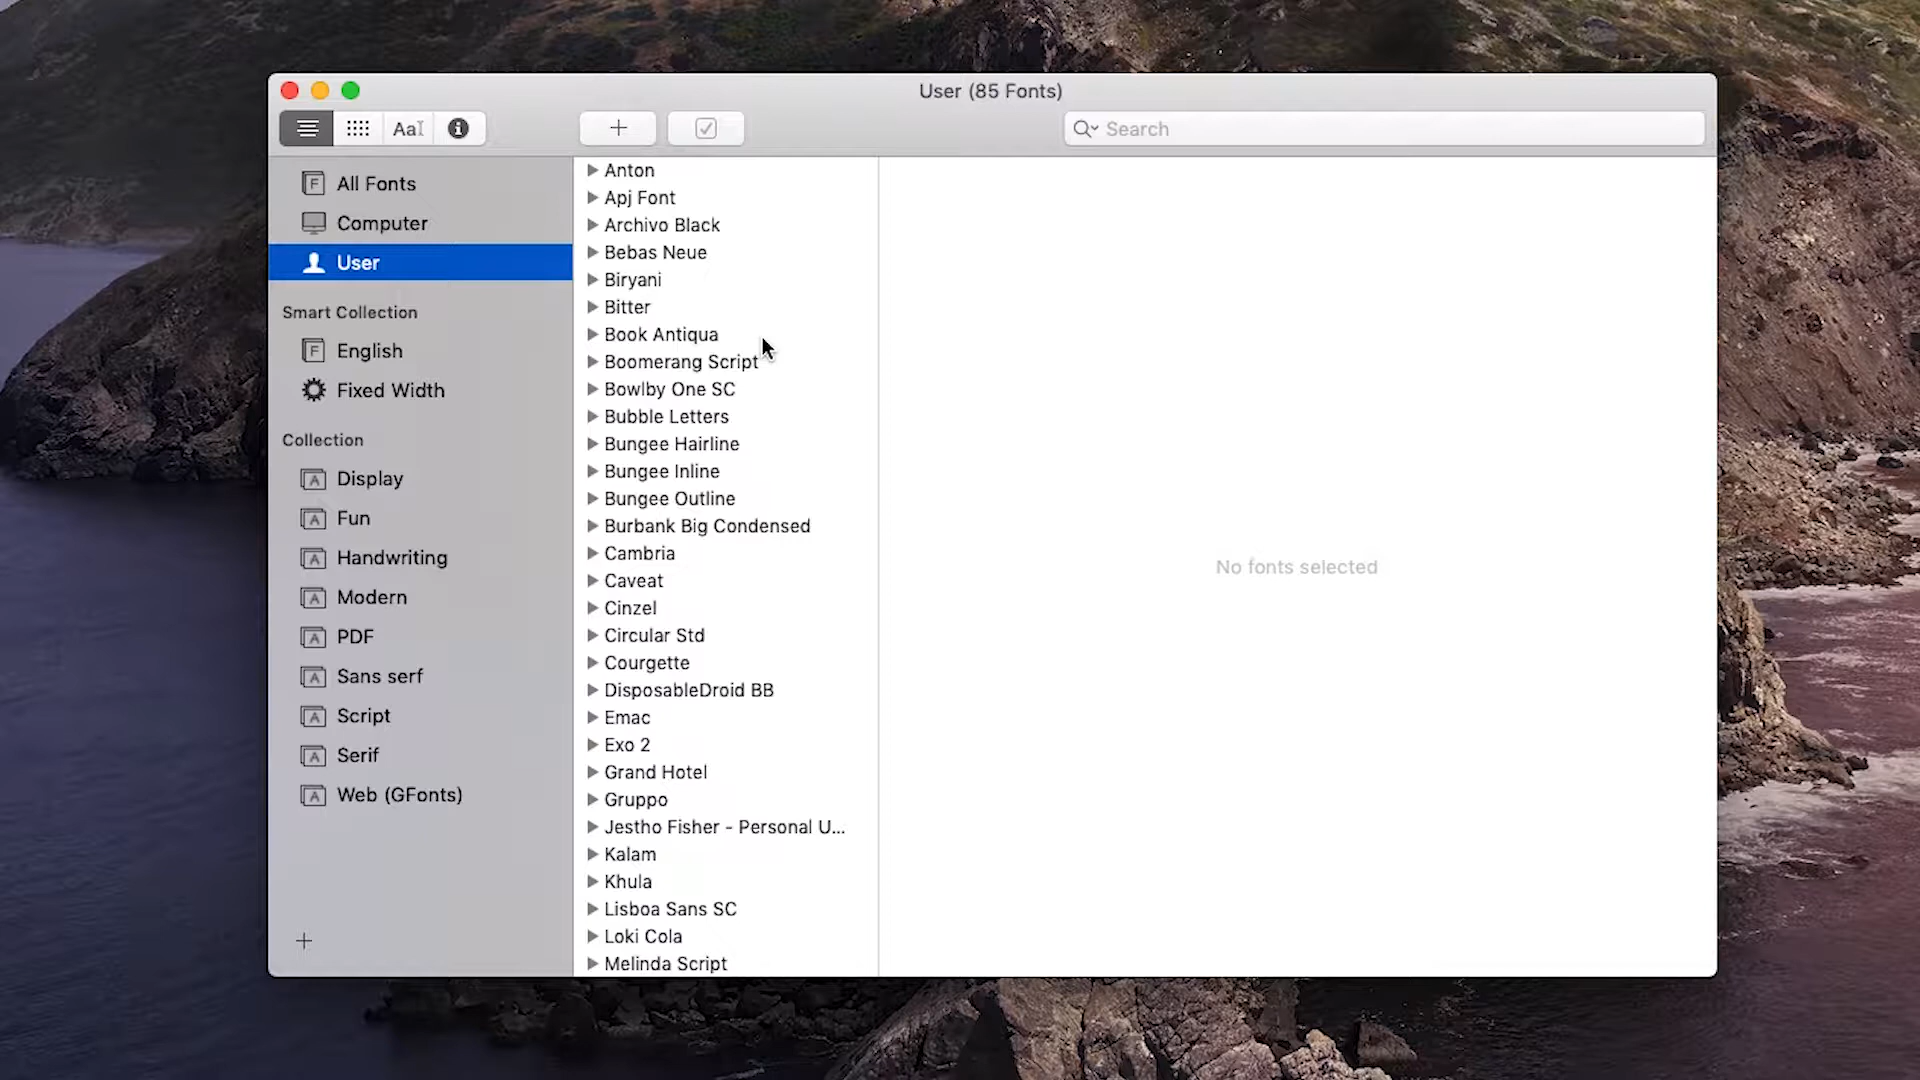 User (85 Fonts)
Aa
Search
All Fonts
Computer
User
Smart Collection
English
Fixed Width
Collection
Display
Fun
Handwriting
Modern
PDF
Sans serif
Script
Serif
Web (GFonts)
Anton
Apj Font
Archivo Black
Bebas Neue
Biryani
Bitter
Book Antiqua
Boomerang Script
Bowlby One SC
Bubble Letters
Bungee Hairline
Bungee Inline
Bungee Outline
Burbank Big Condensed
Cambria
Caveat
Cinzel
Circular Std
Courgette
DisposableDroid BB
Emac
Exo 2
Grand Hotel
Gruppo
Jestho Fisher - Personal U...
Kalam
Khula
Lisboa Sans SC
Loki Cola
Melinda Script
No fonts selected